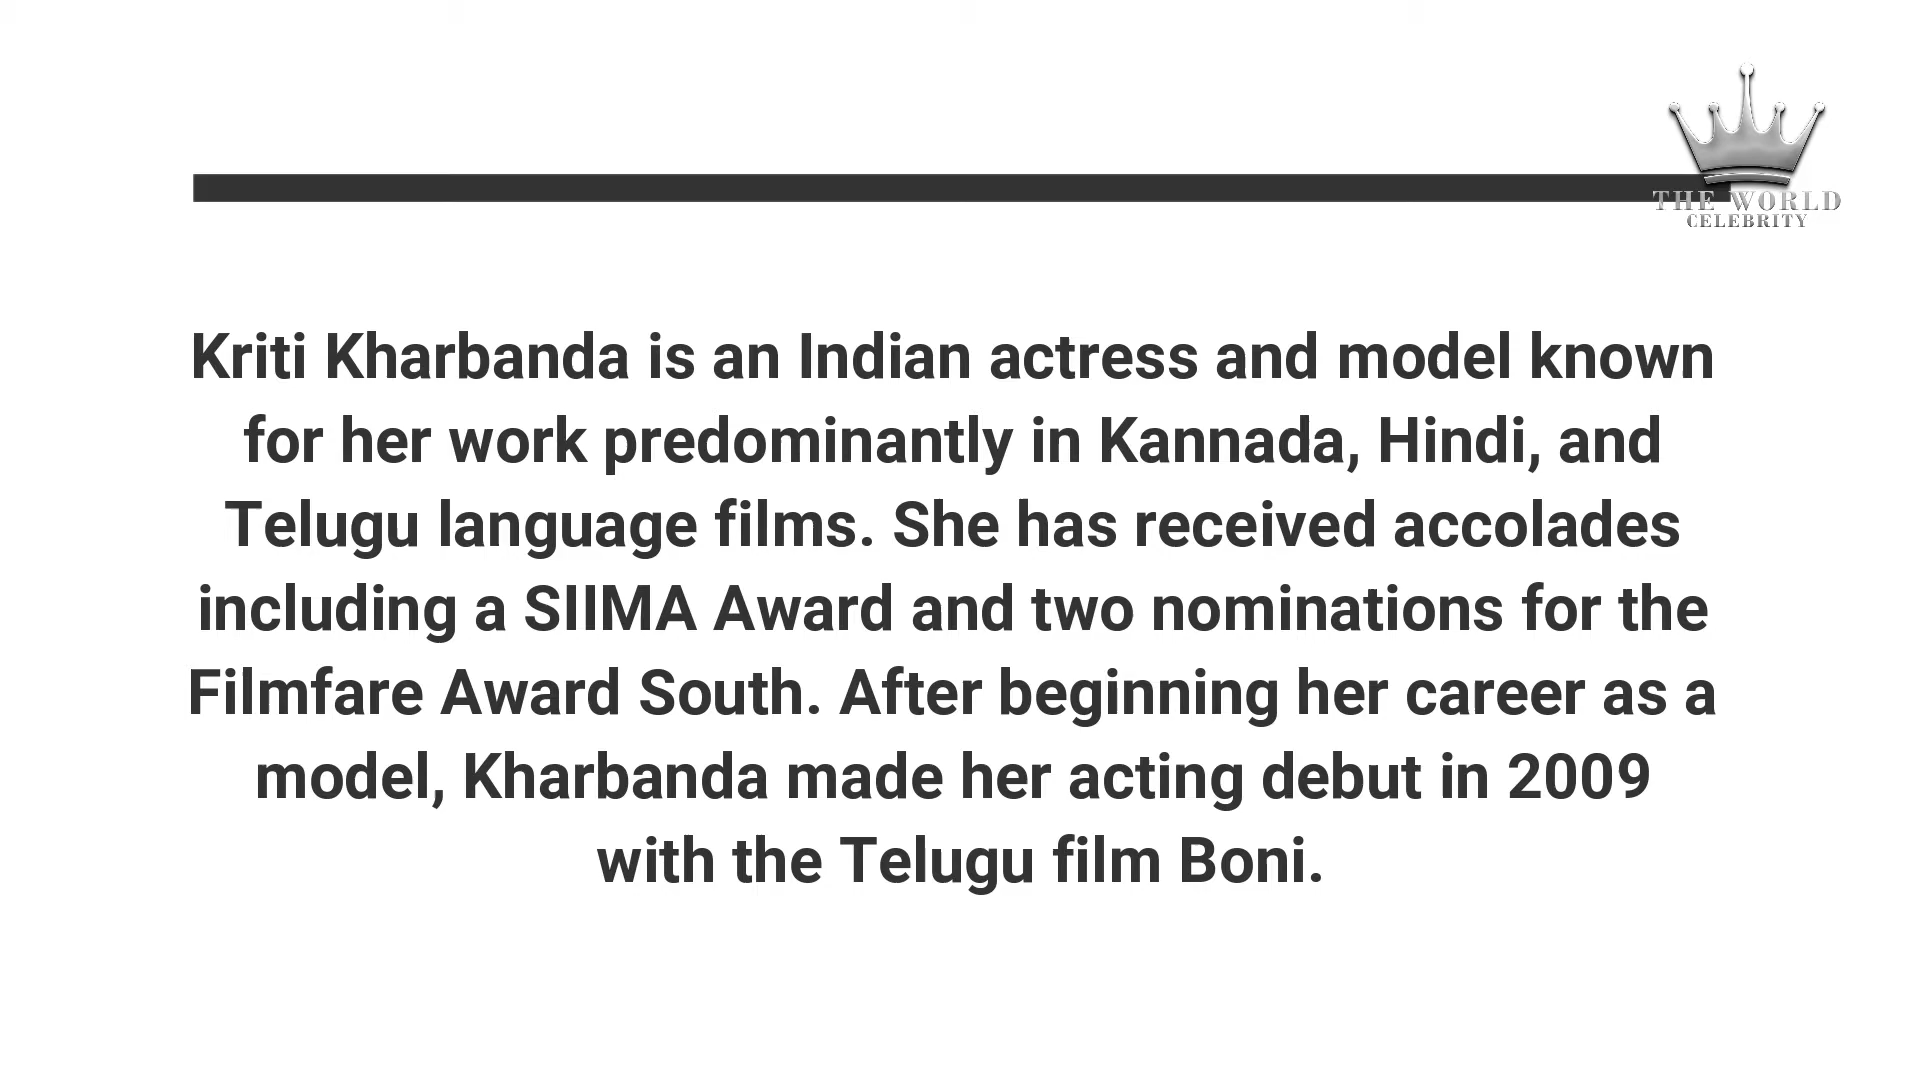 THE WORLD
CELEBRITY
Kriti Kharbanda is an Indian actress and model known
for her work predominantly in Kannada, Hindi, and
Telugu language films. She has received accolades
including a SIIMA Award and two nominations for the
Filmfare Award South. After beginning her career as a
model, Kharbanda made her acting debut in 2009
with the Telugu film Boni.